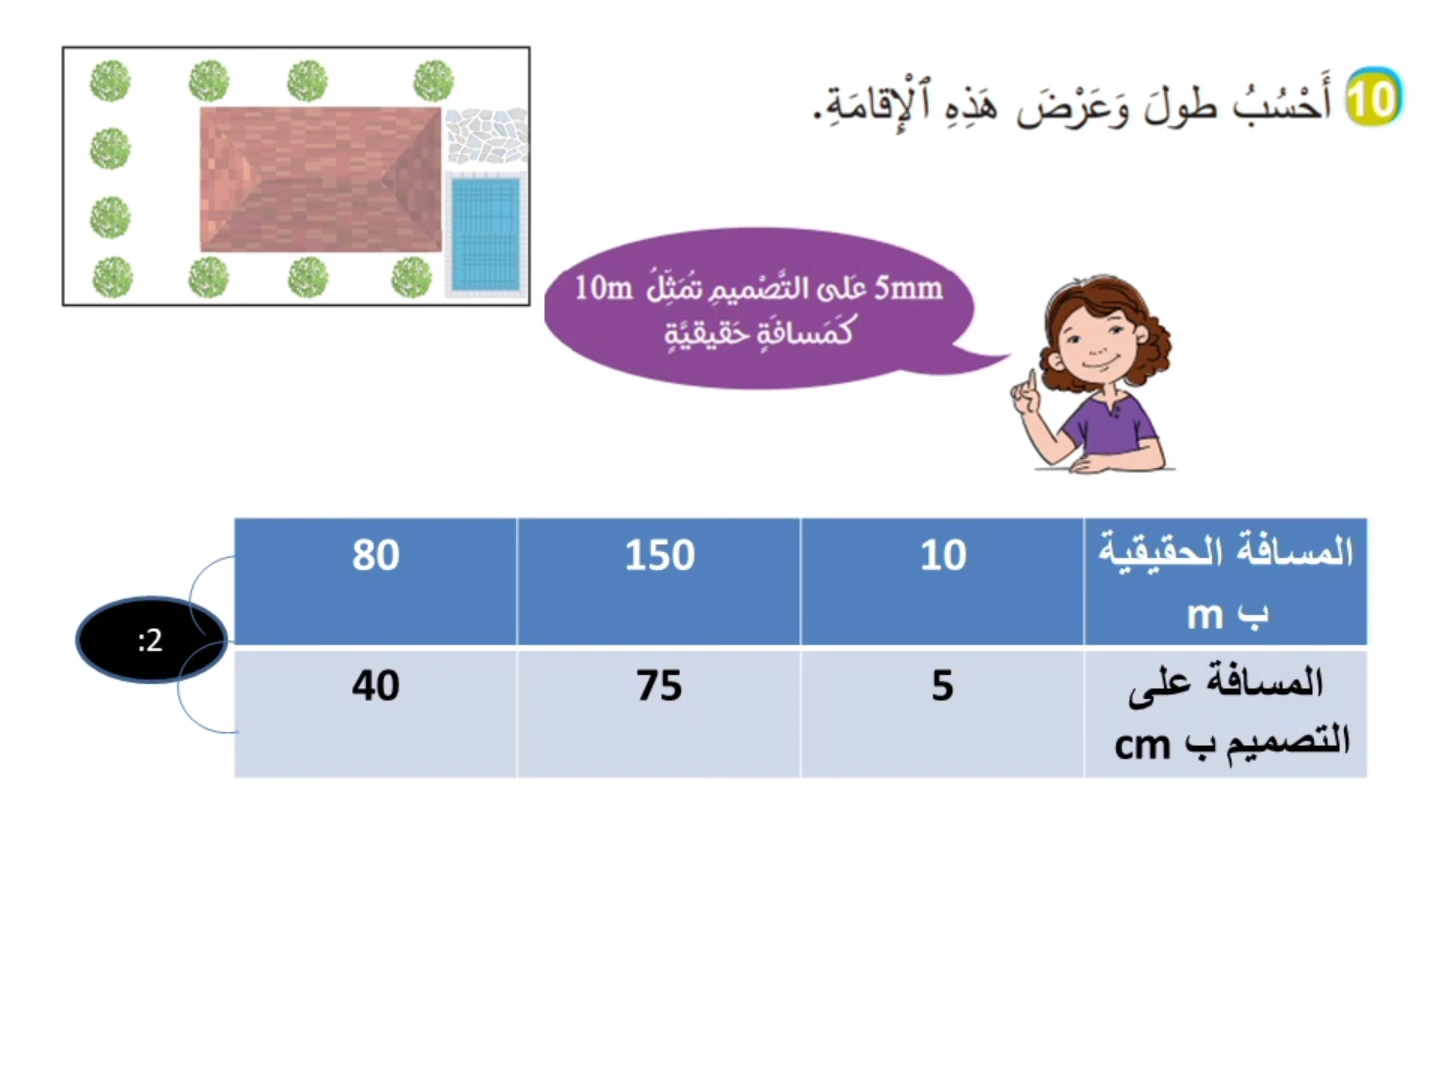 10 أَحْسُبُ طولَ وَعَرْضَ هَذِهِ ٱلْإِقامَةِ.
5mm عَلى التَّصْميمِ تُمَثِّلُ 10m
كَمَسافَةٍ حَقيقيَّةٍ
المسافة الحقيقية 10 150 80
ب m
:2
المسافة على 5 75 40
التصميم ب cm